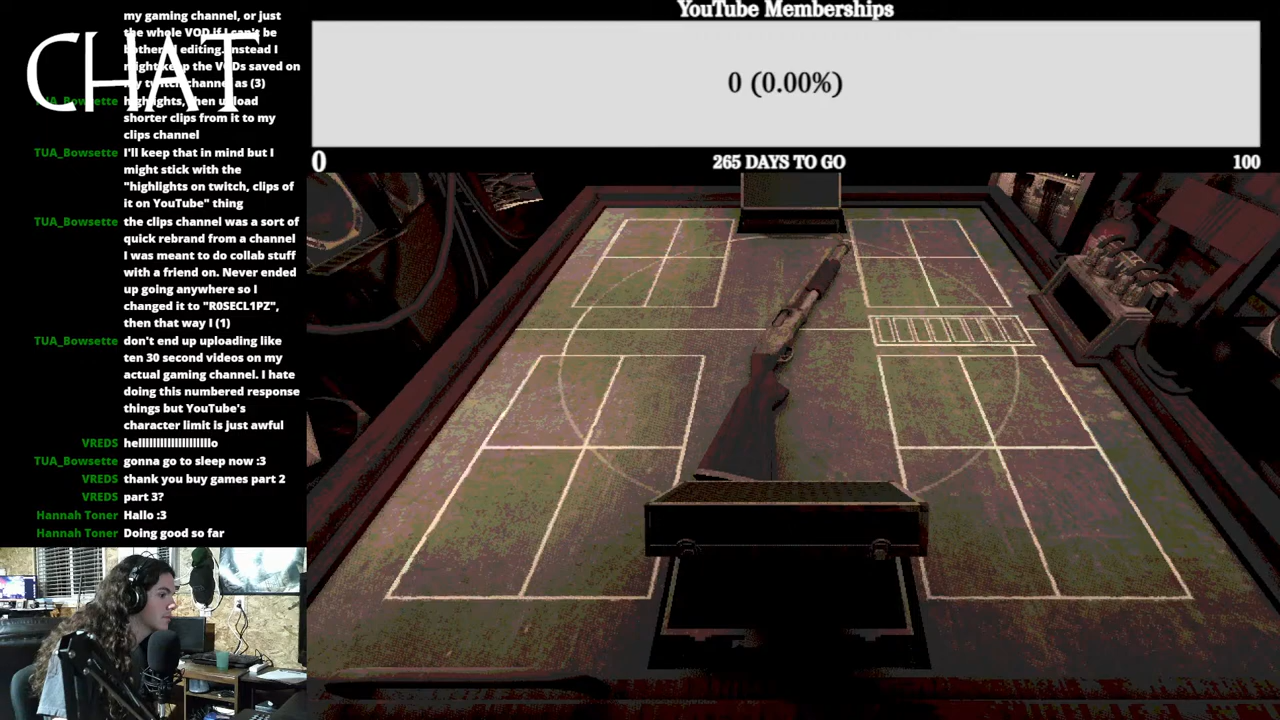 YouTube Memberships
0 (0.00%)
0
265 DAYS TO GO
100
CHAT
my gaming channel, or just
the whole VOD if I can't be
bothered editing. Instead I
might keep the VODs saved on
my twitch channel as (3)
TUA_Bowsette highlights, then upload
shorter clips from it to my
clips channel
TUA_Bowsette I'll keep that in mind but I
might stick with the
"highlights on twitch, clips of
it on YouTube" thing
TUA_Bowsette the clips channel was a sort of
quick rebrand from a channel
I was meant to do collab stuff
with a friend on. Never ended
up going anywhere so I
changed it to "R0SECL1PZ",
then that way I (1)
TUA_Bowsette don't end up uploading like
ten 30 second videos on my
actual gaming channel. I hate
doing this numbered response
things but YouTube's
character limit is just awful
VREDS helllllllllllllllllllllo
TUA_Bowsette gonna go to sleep now :3
VREDS thank you buy games part 2
VREDS part 3?
Hannah Toner Hallo :3
Hannah Toner Doing good so far